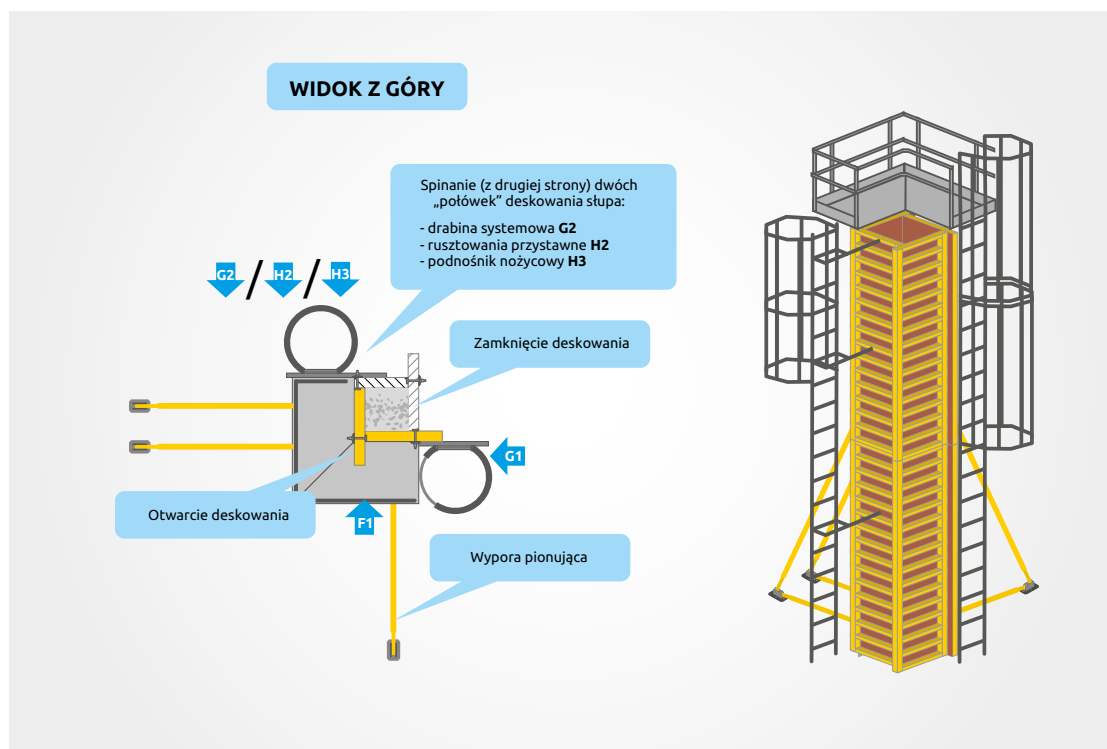 WIDOK Z GÓRY
Spinanie (z drugiej strony) dwóch
„połówek” deskowania słupa:
- drabina systemowa G2
- rusztowania przystawne H2
- podnośnik nożycowy H3
G2 / H2 / H3
Zamknięcie deskowania
G1
Otwarcie deskowania
F1
Wypora pionująca